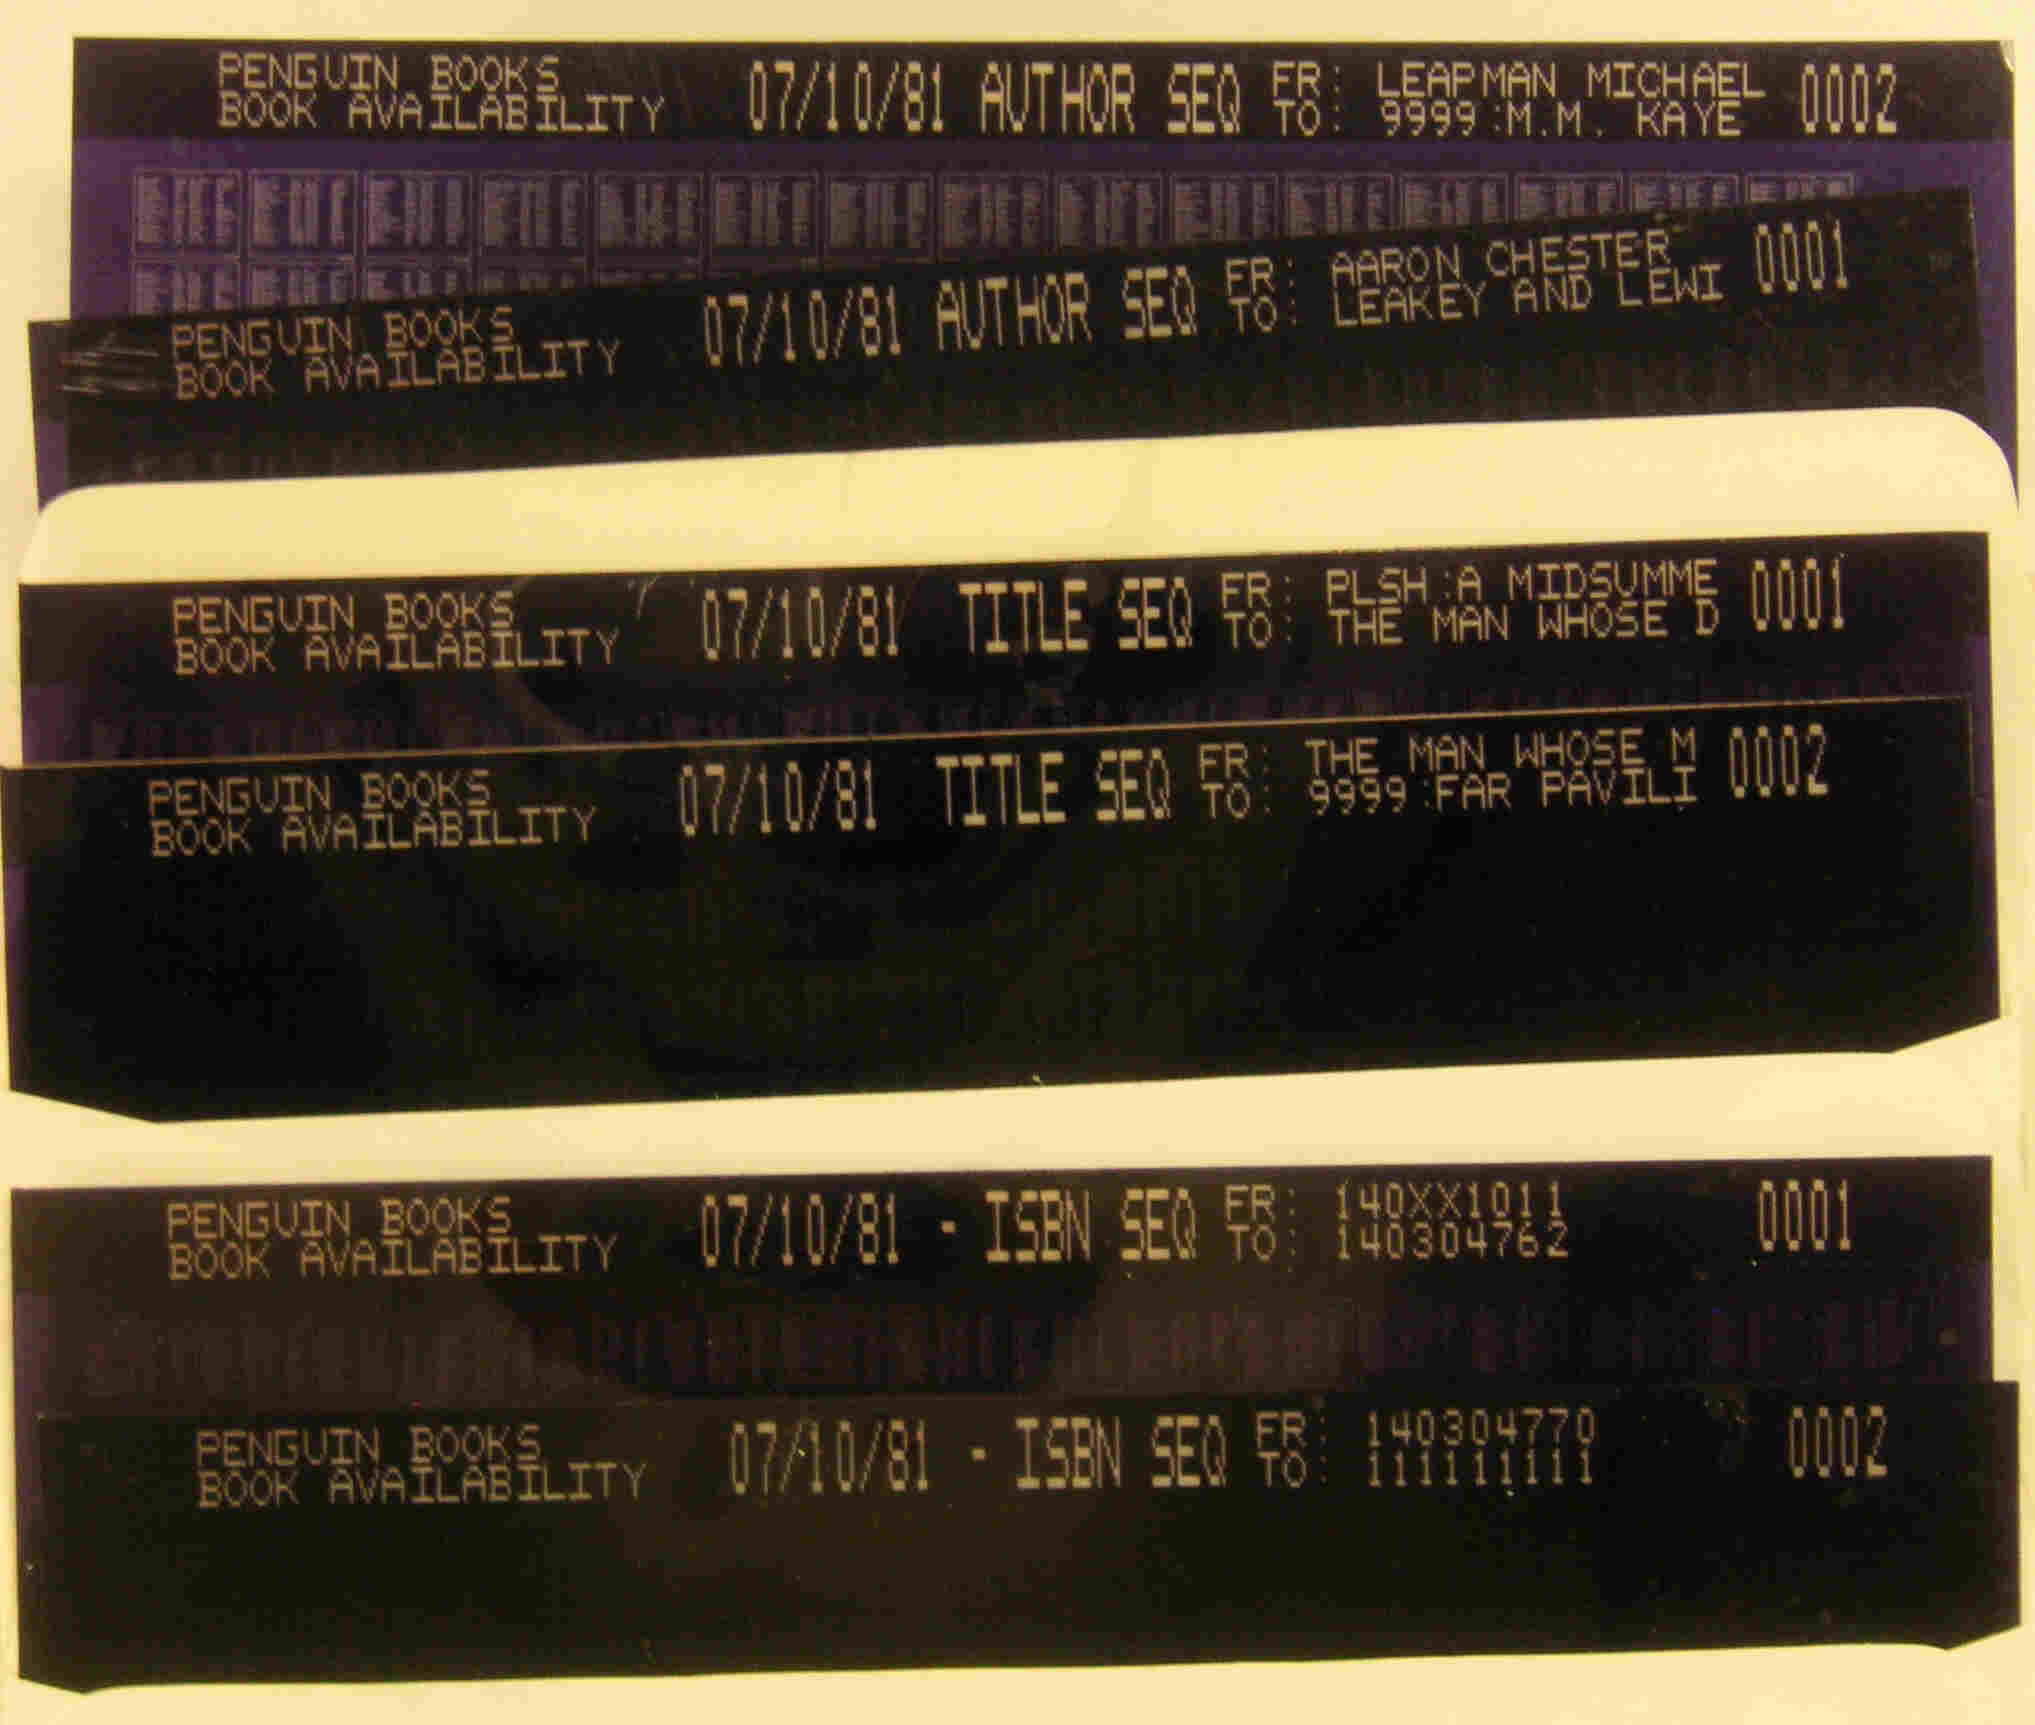 PENGUIN BOOKS
BOOK AVAILABILITY
07/10/81 AUTHOR SEQ
FR: LEAPMAN MICHAEL
TO: 9999:M.M. KAYE
0002
PENGUIN BOOKS
BOOK AVAILABILITY
07/10/81 AUTHOR SEQ
FR: AARON CHESTER
TO: LEAKEY AND LEWI
0001
PENGUIN BOOKS
BOOK AVAILABILITY
07/10/81 TITLE SEQ
FR: PLSH:A MIDSUMME
TO: THE MAN WHOSE D
0001
PENGUIN BOOKS
BOOK AVAILABILITY
07/10/81 TITLE SEQ
FR: THE MAN WHOSE M
TO: 9999:FAR PAVILI
0002
PENGUIN BOOKS
BOOK AVAILABILITY
07/10/81 - ISBN SEQ
FR: 140XX1011
TO: 140304762
0001
PENGUIN BOOKS
BOOK AVAILABILITY
07/10/81 - ISBN SEQ
FR: 140304770
TO: 111111111
0002